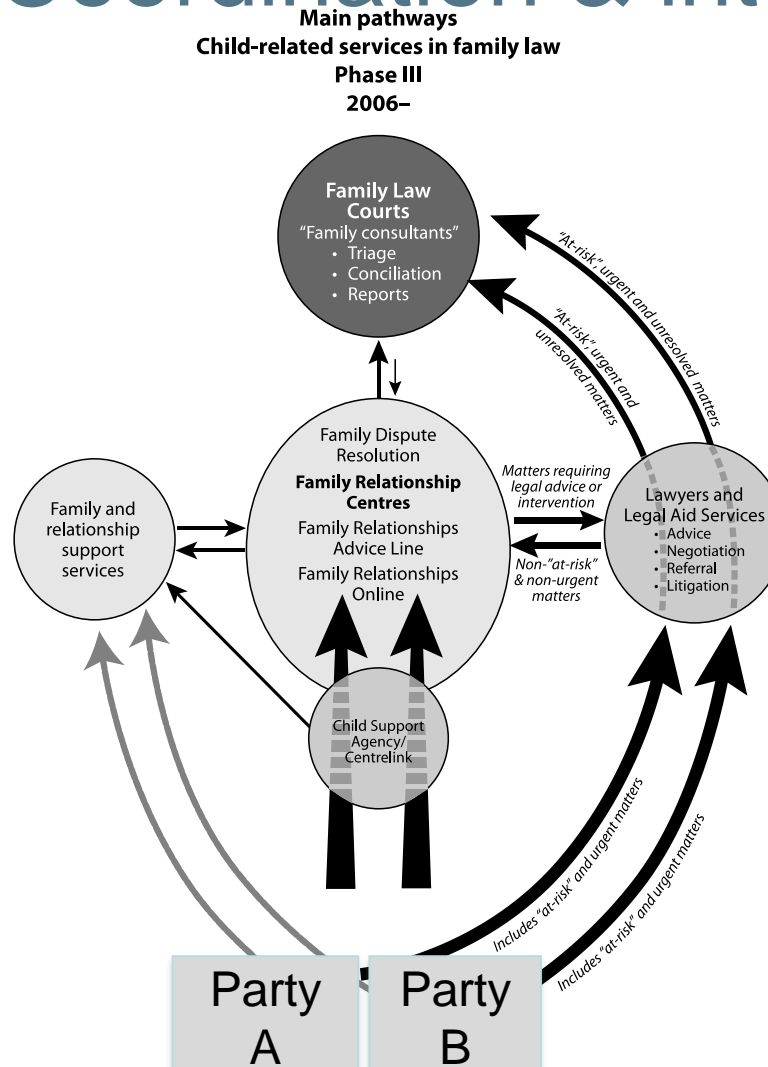 Main pathways
Child-related services in family law
Phase III
2006–
Family Law
Courts
“Family consultants”
• Triage
• Conciliation
• Reports
“At-risk”, urgent and unresolved matters
“At-risk”, urgent and
unresolved matters
Family Dispute
Resolution
Family Relationship
Centres
Family Relationships
Advice Line
Family Relationships
Online
Family and
relationship
support
services
Matters requiring
legal advice or
intervention
Non-“at-risk”
& non-urgent
matters
Lawyers and
Legal Aid Services
• Advice
• Negotiation
• Referral
• Litigation
Child Support
Agency/
Centrelink
Includes “at-risk” and urgent matters
Includes “at-risk” and urgent matters
Party
A
Party
B